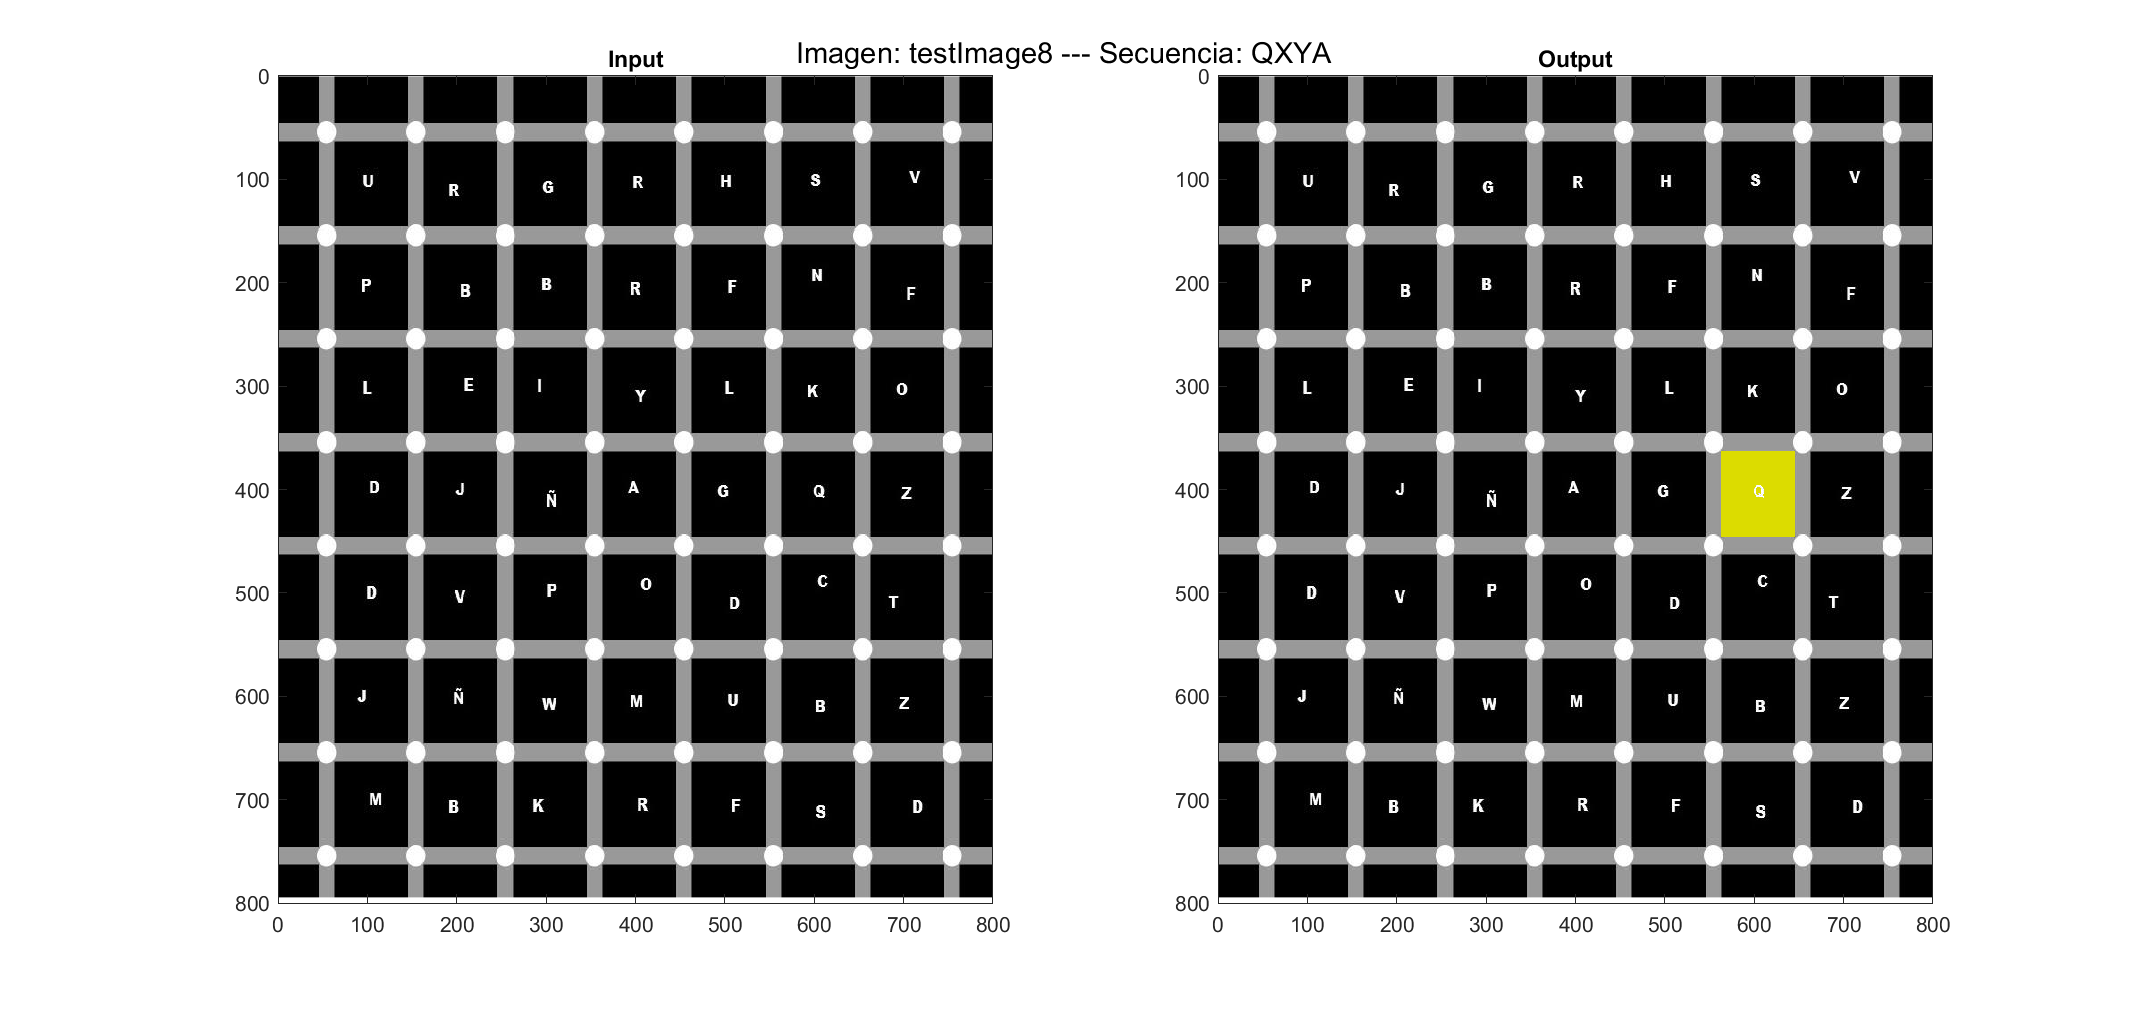 Imagen: testImage8 --- Secuencia: QXYA
Input
0
U R G R H S V
100
P B B R F N F
200
L E I Y L K O
300
D J Ñ A G Q Z
400
D V P O D C T
500
J Ñ W M U B Z
600
M B K R F S D
700
800
0 100 200 300 400 500 600 700 800
Output
0
U R G R H S V
100
P B B R F N F
200
L E I Y L K O
300
D J Ñ A G Q Z
400
D V P O D C T
500
J Ñ W M U B Z
600
M B K R F S D
700
800
0 100 200 300 400 500 600 700 800